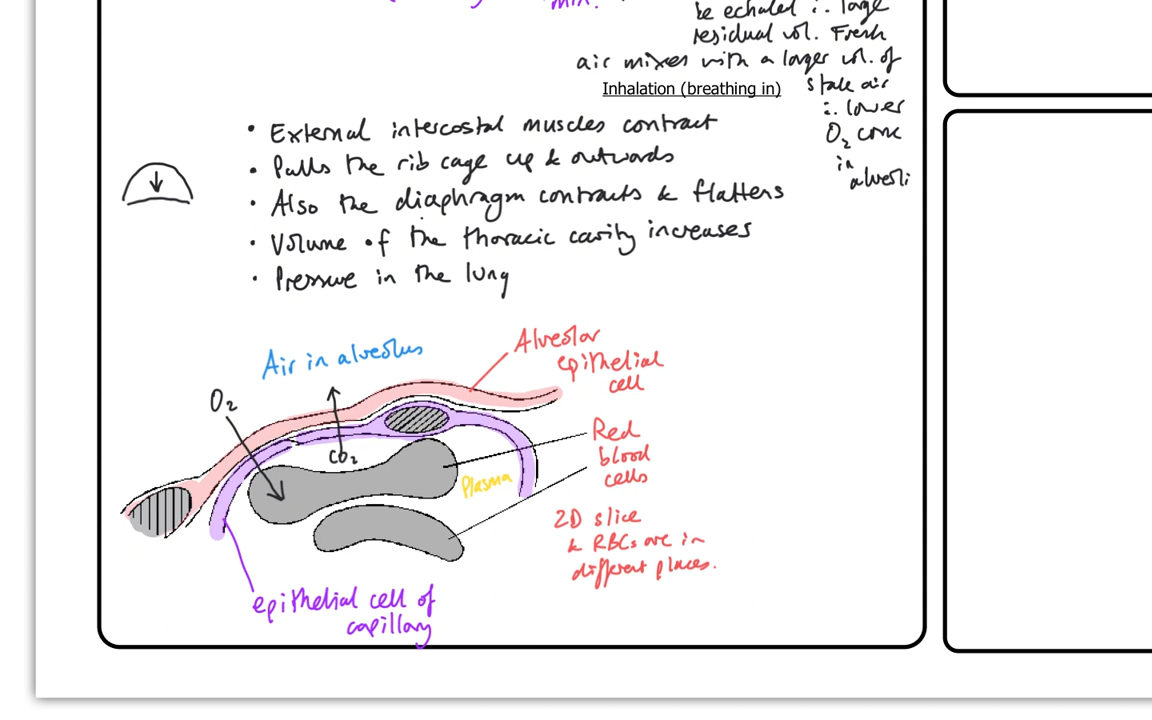 mix.
be exhaled ∴ large
residual vol. Fresh
air mixes with a larger vol. of
stale air
∴ lower
O₂ conc
in
alveoli
Inhalation (breathing in)
• External intercostal muscles contract
• Pulls the rib cage up & outwards
• Also the diaphragm contracts & flattens
• Volume of the thoracic cavity increases
• Pressure in the lung
Air in alveolus
Alveolar
epithelial
cell
O₂
CO₂
Red
blood
cells
Plasma
2D slice
& RBCs are in
different places.
epithelial cell of
capillary